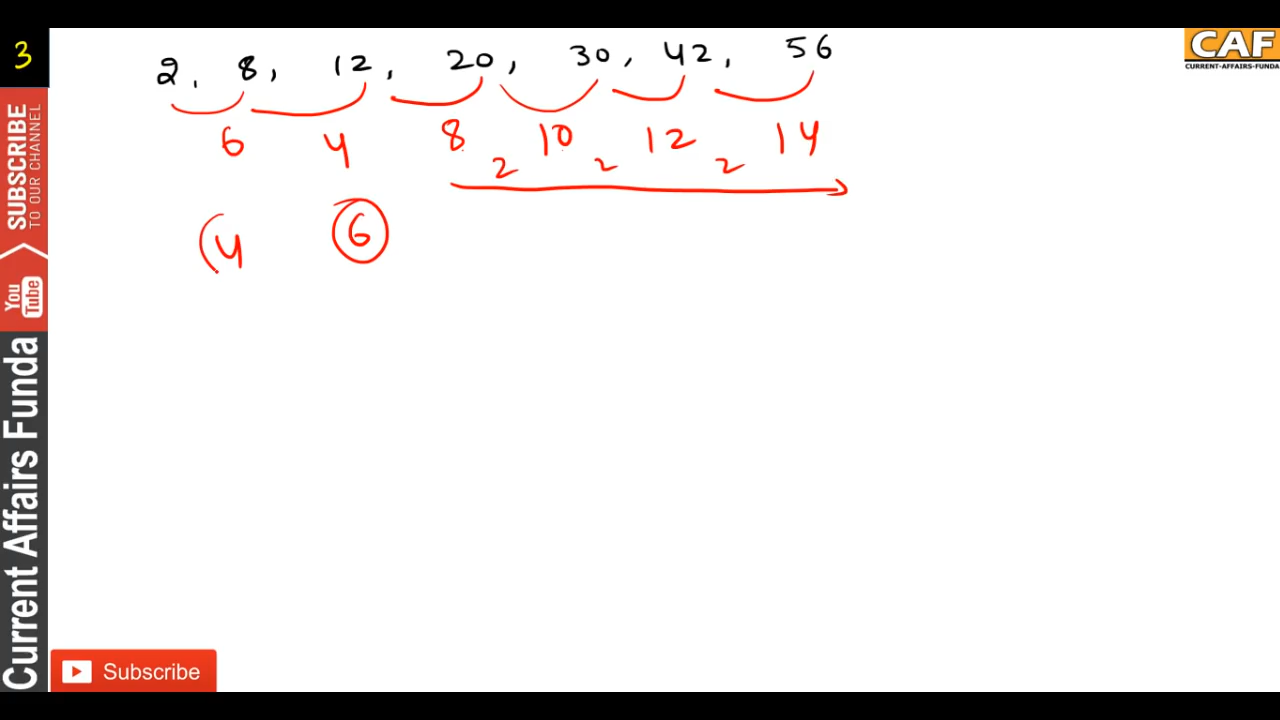 3
2, 8, 12, 20, 30, 42, 56
6 4 8 10 12 14
2 2 2
(4 6
CAF
CURRENT-AFFAIRS-FUNDA
SUBSCRIBE
TO OUR CHANNEL
You Tube
Current Affairs Funda
Subscribe